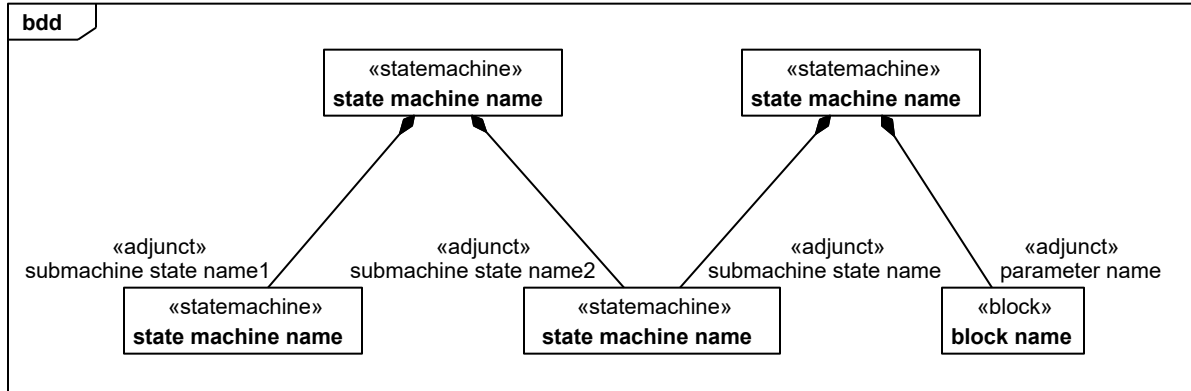 bdd
«statemachine»
state machine name
«statemachine»
state machine name
«adjunct»
submachine state name1
«adjunct»
submachine state name2
«adjunct»
submachine state name
«adjunct»
parameter name
«statemachine»
state machine name
«statemachine»
state machine name
«block»
block name